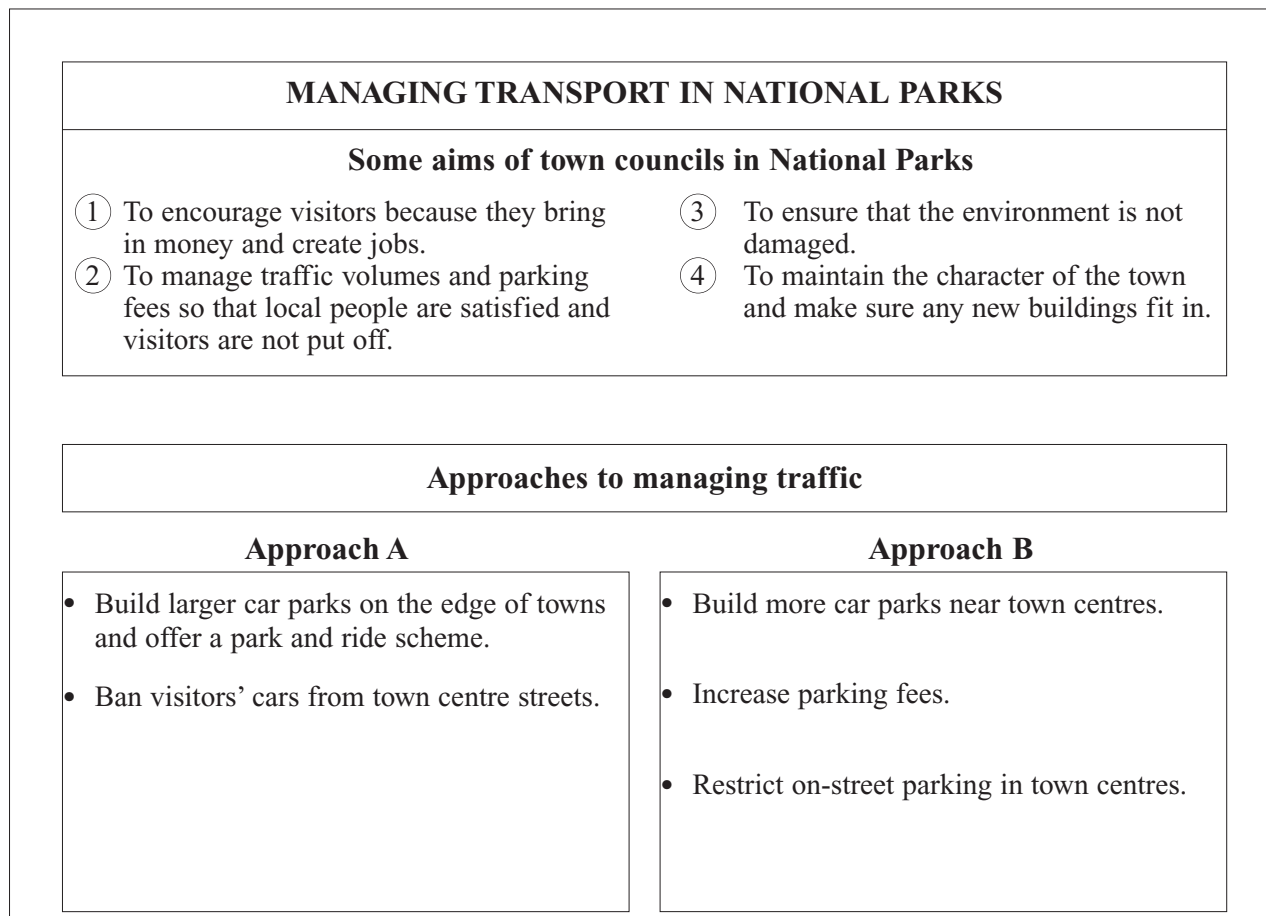 MANAGING TRANSPORT IN NATIONAL PARKS
Some aims of town councils in National Parks
1 To encourage visitors because they bring
in money and create jobs.
2 To manage traffic volumes and parking
fees so that local people are satisfied and
visitors are not put off.
3 To ensure that the environment is not
damaged.
4 To maintain the character of the town
and make sure any new buildings fit in.
Approaches to managing traffic
Approach A
• Build larger car parks on the edge of towns
and offer a park and ride scheme.
• Ban visitors’ cars from town centre streets.
Approach B
• Build more car parks near town centres.
• Increase parking fees.
• Restrict on-street parking in town centres.